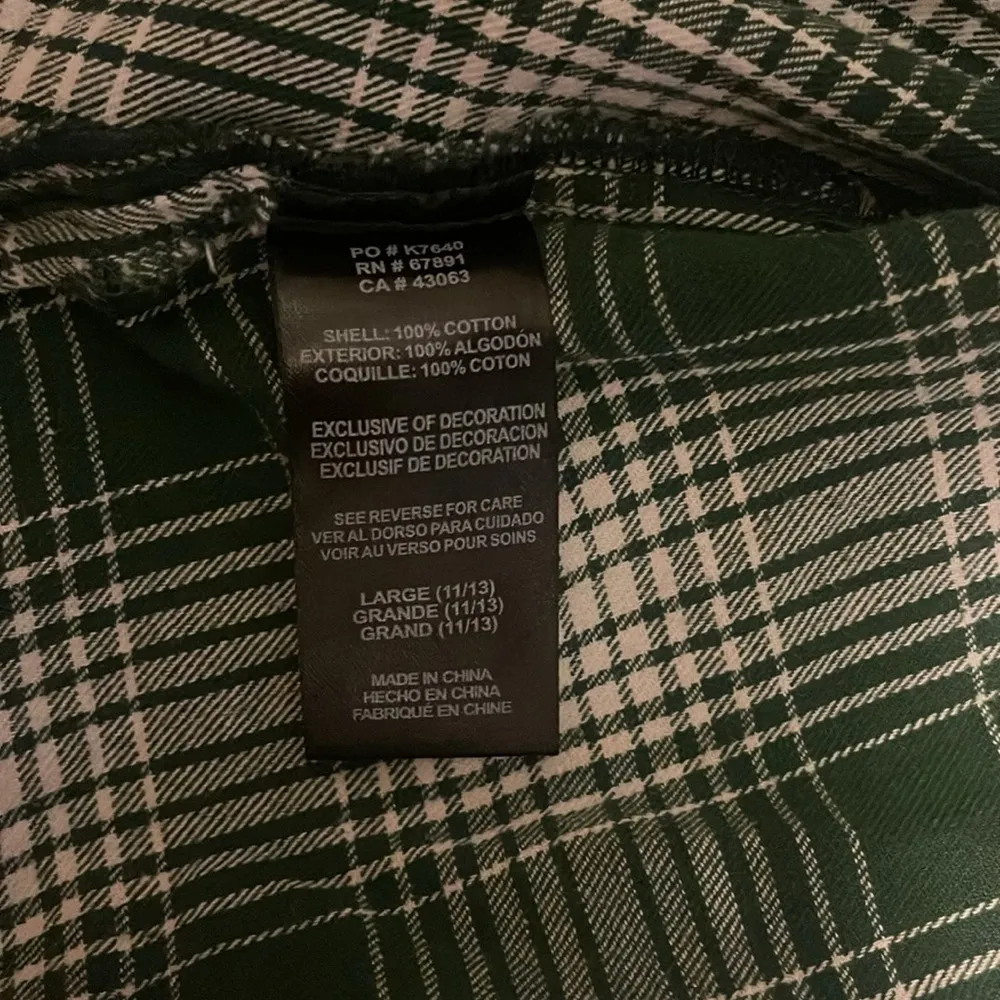 PO # K7640
RN # 67891
CA # 43063
SHELL: 100% COTTON
EXTERIOR: 100% ALGODÓN
COQUILLE: 100% COTON
EXCLUSIVE OF DECORATION
EXCLUSIVO DE DECORACION
EXCLUSIF DE DECORATION
SEE REVERSE FOR CARE
VER AL DORSO PARA CUIDADO
VOIR AU VERSO POUR SOINS
LARGE (11/13)
GRANDE (11/13)
GRAND (11/13)
MADE IN CHINA
HECHO EN CHINA
FABRIQUÉ EN CHINE